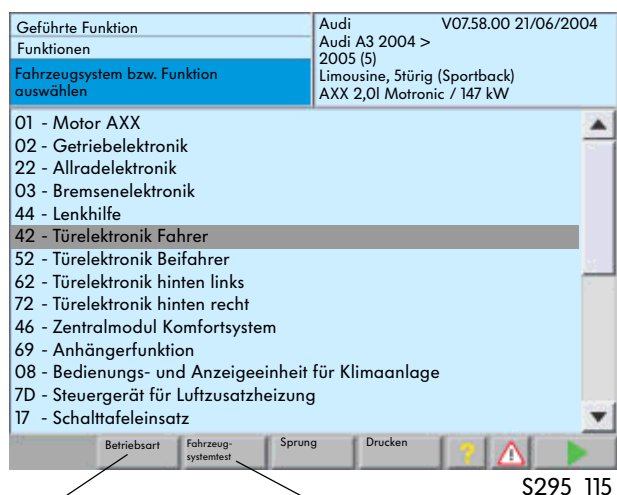 Geführte Funktion
Funktionen
Fahrzeugsystem bzw. Funktion
auswählen
Audi V07.58.00 21/06/2004
Audi A3 2004 >
2005 (5)
Limousine, 5türig (Sportback)
AXX 2,0l Motronic / 147 kW
01 - Motor AXX
02 - Getriebelektronik
22 - Allradelektronik
03 - Bremsenelektronik
44 - Lenkhilfe
42 - Türelektronik Fahrer
52 - Türelektronik Beifahrer
62 - Türelektronik hinten links
72 - Türelektronik hinten recht
46 - Zentralmodul Komfortsystem
69 - Anhängerfunktion
08 - Bedienungs- und Anzeigeeinheit für Klimaanlage
7D - Steuergerät für Luftzusatzheizung
17 - Schalttafeleinsatz
Betriebsart
Fahrzeug-
systemtest
Sprung
Drucken
?
S295_115